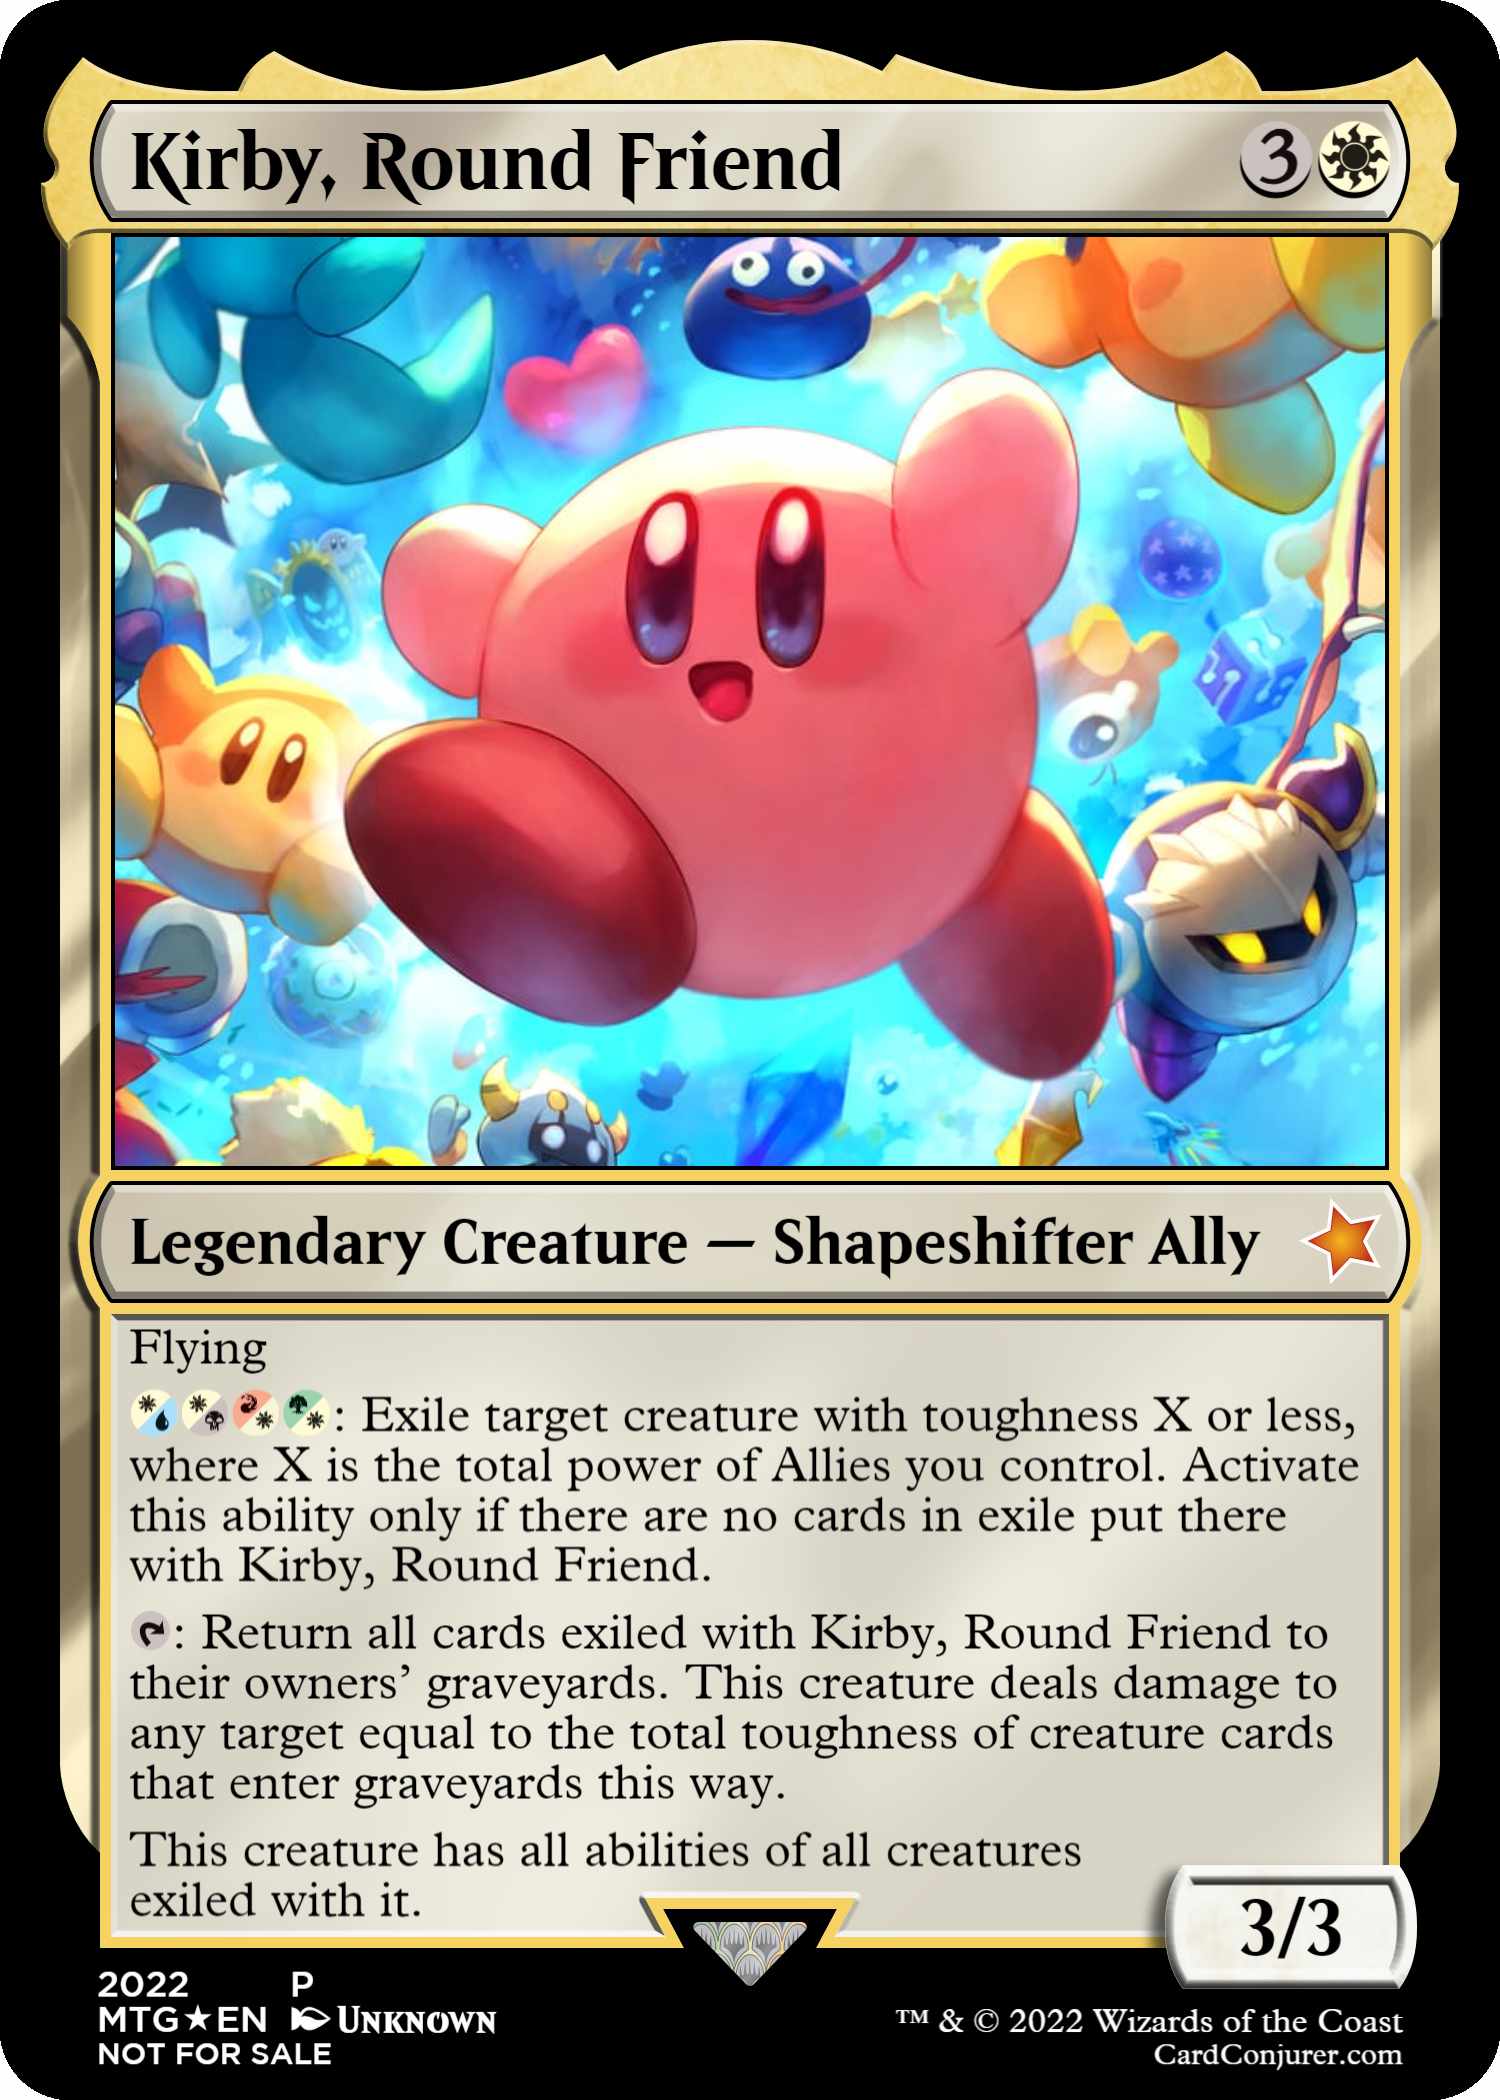 Kirby, Round Friend 3
Legendary Creature — Shapeshifter Ally
Flying
: Exile target creature with toughness X or less,
where X is the total power of Allies you control. Activate
this ability only if there are no cards in exile put there
with Kirby, Round Friend.
: Return all cards exiled with Kirby, Round Friend to
their owners’ graveyards. This creature deals damage to
any target equal to the total toughness of creature cards
that enter graveyards this way.
This creature has all abilities of all creatures
exiled with it.
3/3
2022 P
MTG★EN Unknown
NOT FOR SALE
™ & © 2022 Wizards of the Coast
CardConjurer.com